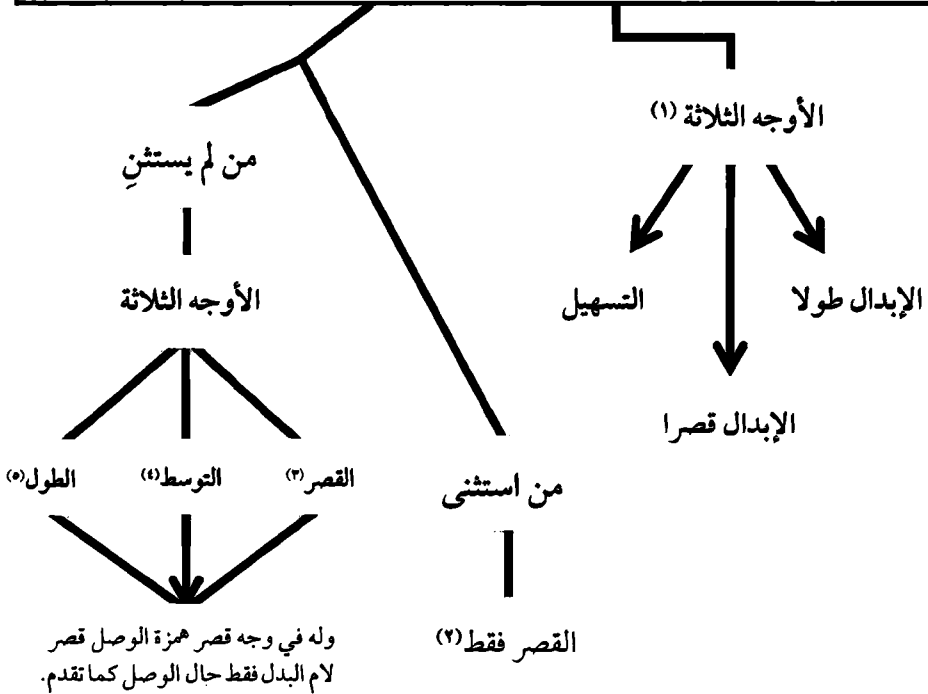 الأوجه الثلاثة (١)
الإبدال طولا
التسهيل
الإبدال قصرا
من لم يستثنِ
الأوجه الثلاثة
القصر (٣)
التوسط (٤)
الطول (٥)
من استثنى
القصر فقط (٢)
وله في وجه قصر همزة الوصل قصر
لام البدل فقط حال الوصل كما تقدم.